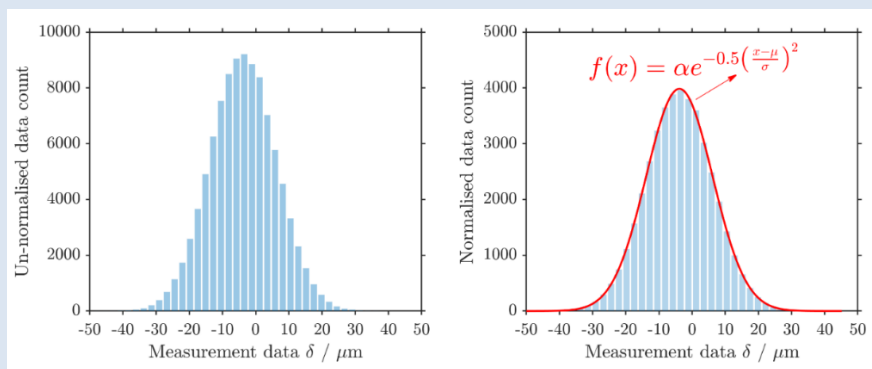 10000
8000
6000
4000
2000
0
Un-normalised data count
-50 -40 -30 -20 -10 0 10 20 30 40 50
Measurement data δ / μm
5000
4000
3000
2000
1000
0
Normalised data count
f(x) = αe^{-0.5(\frac{x-μ}{σ})^2}
-50 -40 -30 -20 -10 0 10 20 30 40 50
Measurement data δ / μm